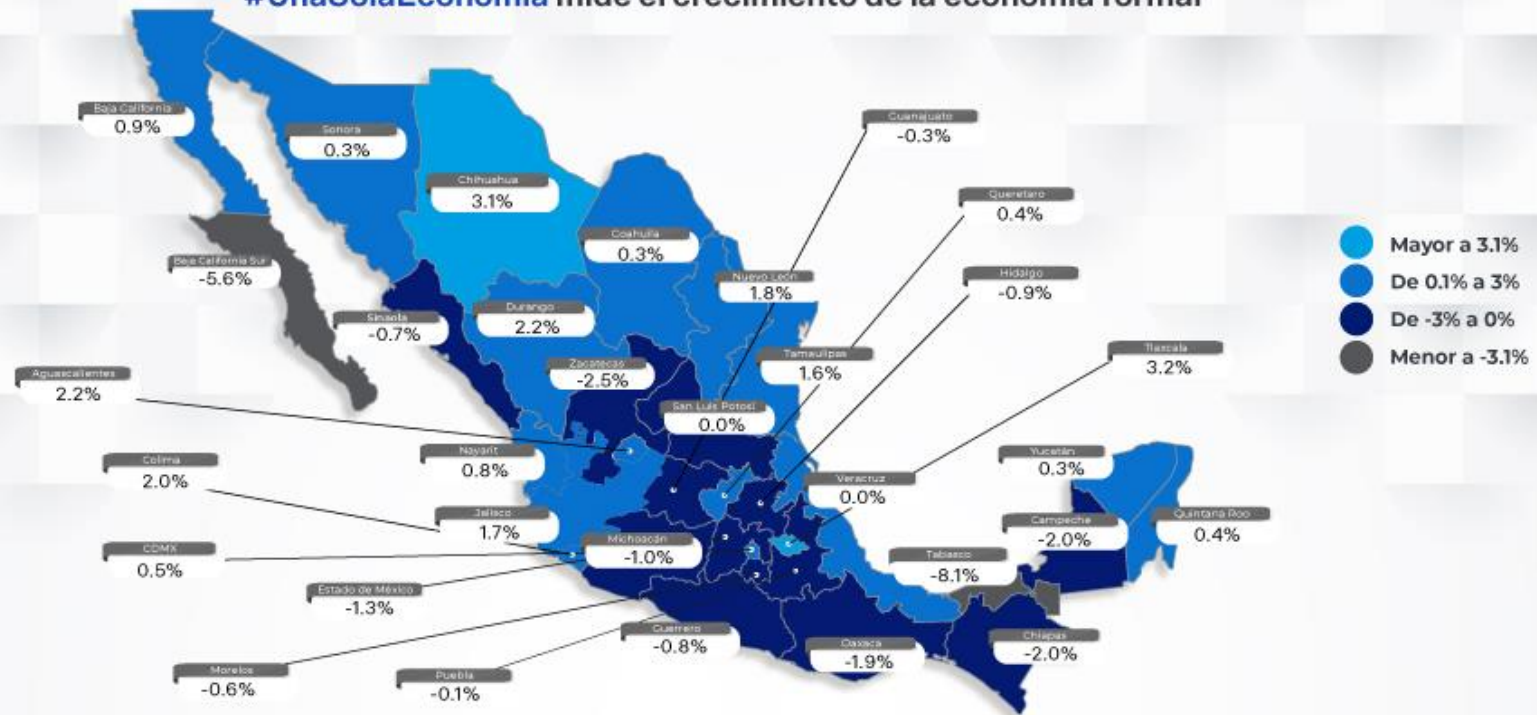 #UnaSolaEconomía mide el crecimiento de la economía formal
Baja California
0.9%
Sonora
0.3%
Chihuahua
3.1%
Coahuila
0.3%
Guanajuato
-0.3%
Querétaro
0.4%
Hidalgo
-0.9%
Tlaxcala
3.2%
Mayor a 3.1%
De 0.1% a 3%
De -3% a 0%
Menor a -3.1%
Baja California Sur
-5.6%
Sinaloa
-0.7%
Durango
2.2%
Nuevo León
1.8%
Zacatecas
-2.5%
Tamaulipas
1.6%
San Luis Potosí
0.0%
Aguascalientes
2.2%
Colima
2.0%
Nayarit
0.8%
Jalisco
1.7%
Michoacán
-1.0%
Veracruz
0.0%
Yucatán
0.3%
Campeche
-2.0%
Quintana Roo
0.4%
CDMX
0.5%
Estado de México
-1.3%
Tabasco
-8.1%
Guerrero
-0.8%
Oaxaca
-1.9%
Chiapas
-2.0%
Morelos
-0.6%
Puebla
-0.1%